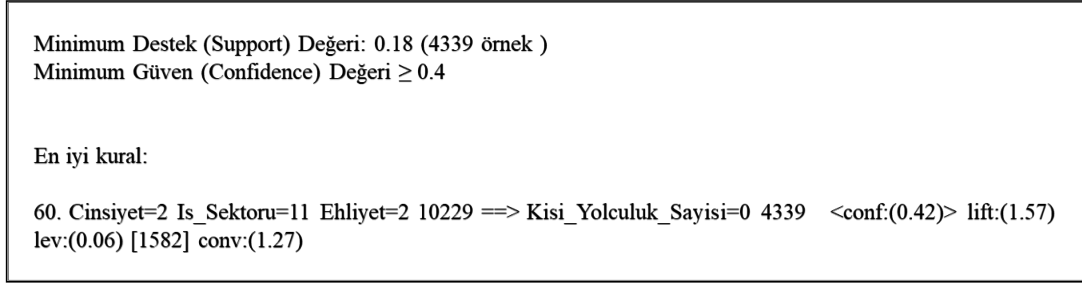 Minimum Destek (Support) Değeri: 0.18 (4339 örnek )
Minimum Güven (Confidence) Değeri ≥ 0.4
En iyi kural:
60. Cinsiyet=2 Is_Sektoru=11 Ehliyet=2 10229 ==> Kisi_Yolculuk_Sayisi=0 4339 <conf:(0.42)> lift:(1.57)
lev:(0.06) [1582] conv:(1.27)